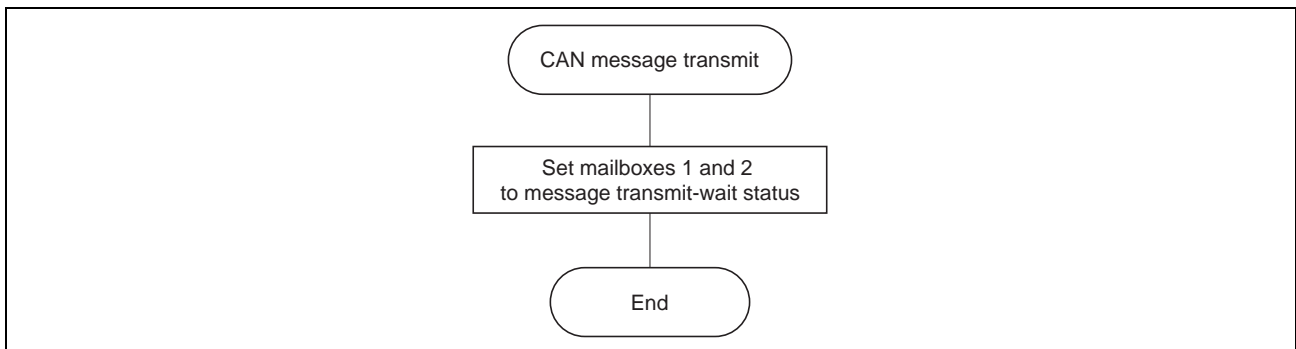 CAN message transmit
Set mailboxes 1 and 2
to message transmit-wait status
End